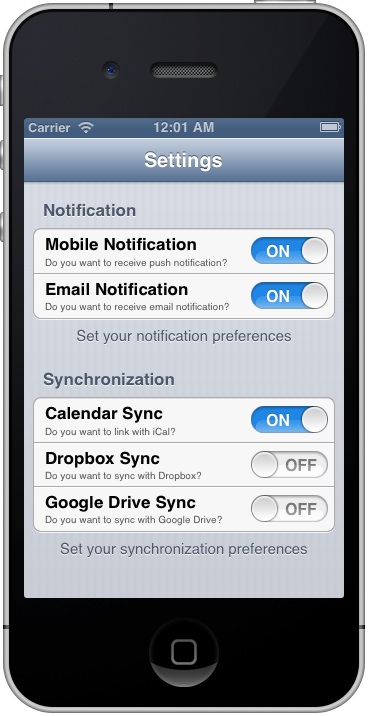 Carrier 12:01 AM
Settings
Notification
Mobile Notification
ON
Do you want to receive push notification?
Email Notification
ON
Do you want to receive email notification?
Set your notification preferences
Synchronization
Calendar Sync
ON
Do you want to link with iCal?
Dropbox Sync
OFF
Do you want to sync with Dropbox?
Google Drive Sync
OFF
Do you want to sync with Google Drive?
Set your synchronization preferences